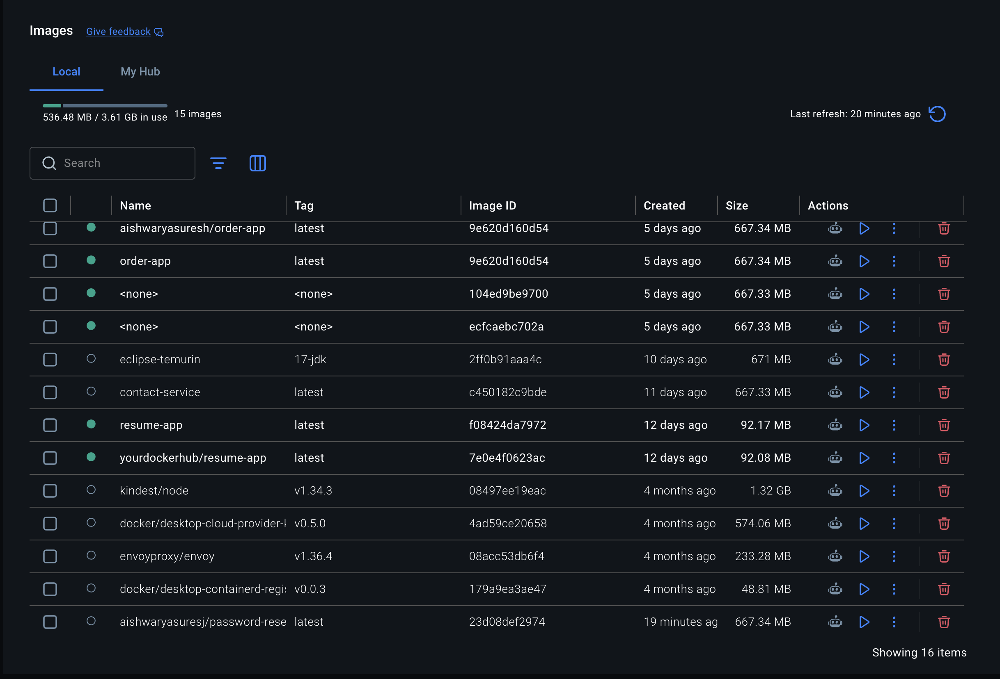 Images Give feedback
Local My Hub
536.48 MB / 3.61 GB in use 15 images Last refresh: 20 minutes ago
Search
Name Tag Image ID Created Size Actions
aishwaryasuresh/order-app latest 9e620d160d54 5 days ago 667.34 MB
order-app latest 9e620d160d54 5 days ago 667.34 MB
<none> <none> 104ed9be9700 5 days ago 667.33 MB
<none> <none> ecfcaebc702a 5 days ago 667.33 MB
eclipse-temurin 17-jdk 2ff0b91aaa4c 10 days ago 671 MB
contact-service latest c450182c9bde 11 days ago 667.33 MB
resume-app latest f08424da7972 12 days ago 92.17 MB
yourdockerhub/resume-app latest 7e0e4f0623ac 12 days ago 92.08 MB
kindest/node v1.34.3 08497ee19eac 4 months ago 1.32 GB
docker/desktop-cloud-provider- v0.5.0 4ad59ce20658 4 months ago 574.06 MB
envoyproxy/envoy v1.36.4 08acc53db6f4 4 months ago 233.28 MB
docker/desktop-containerd-regis v0.0.3 179a9ea3ae47 4 months ago 48.81 MB
aishwaryasuresj/password-rese latest 23d08def2974 19 minutes ag 667.34 MB
Showing 16 items